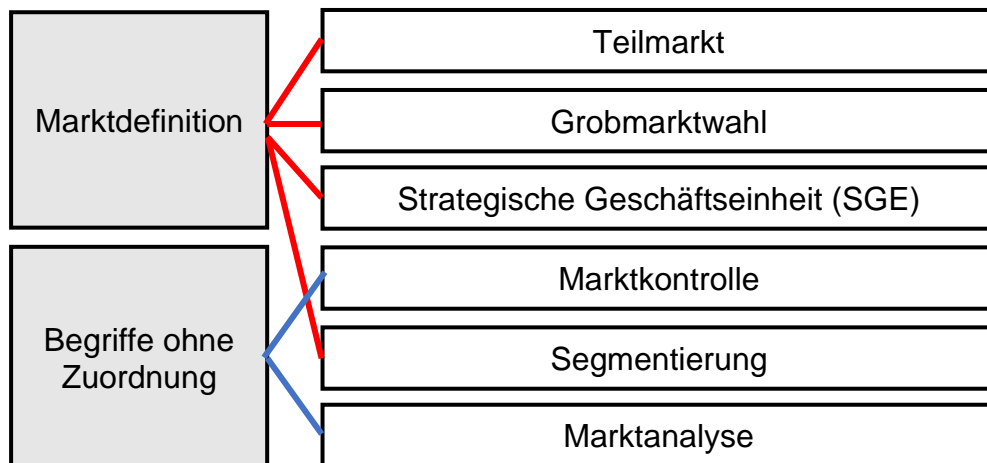 Marktdefinition
Teilmarkt
Grobmarktwahl
Strategische Geschäftseinheit (SGE)
Begriffe ohne
Zuordnung
Marktkontrolle
Segmentierung
Marktanalyse